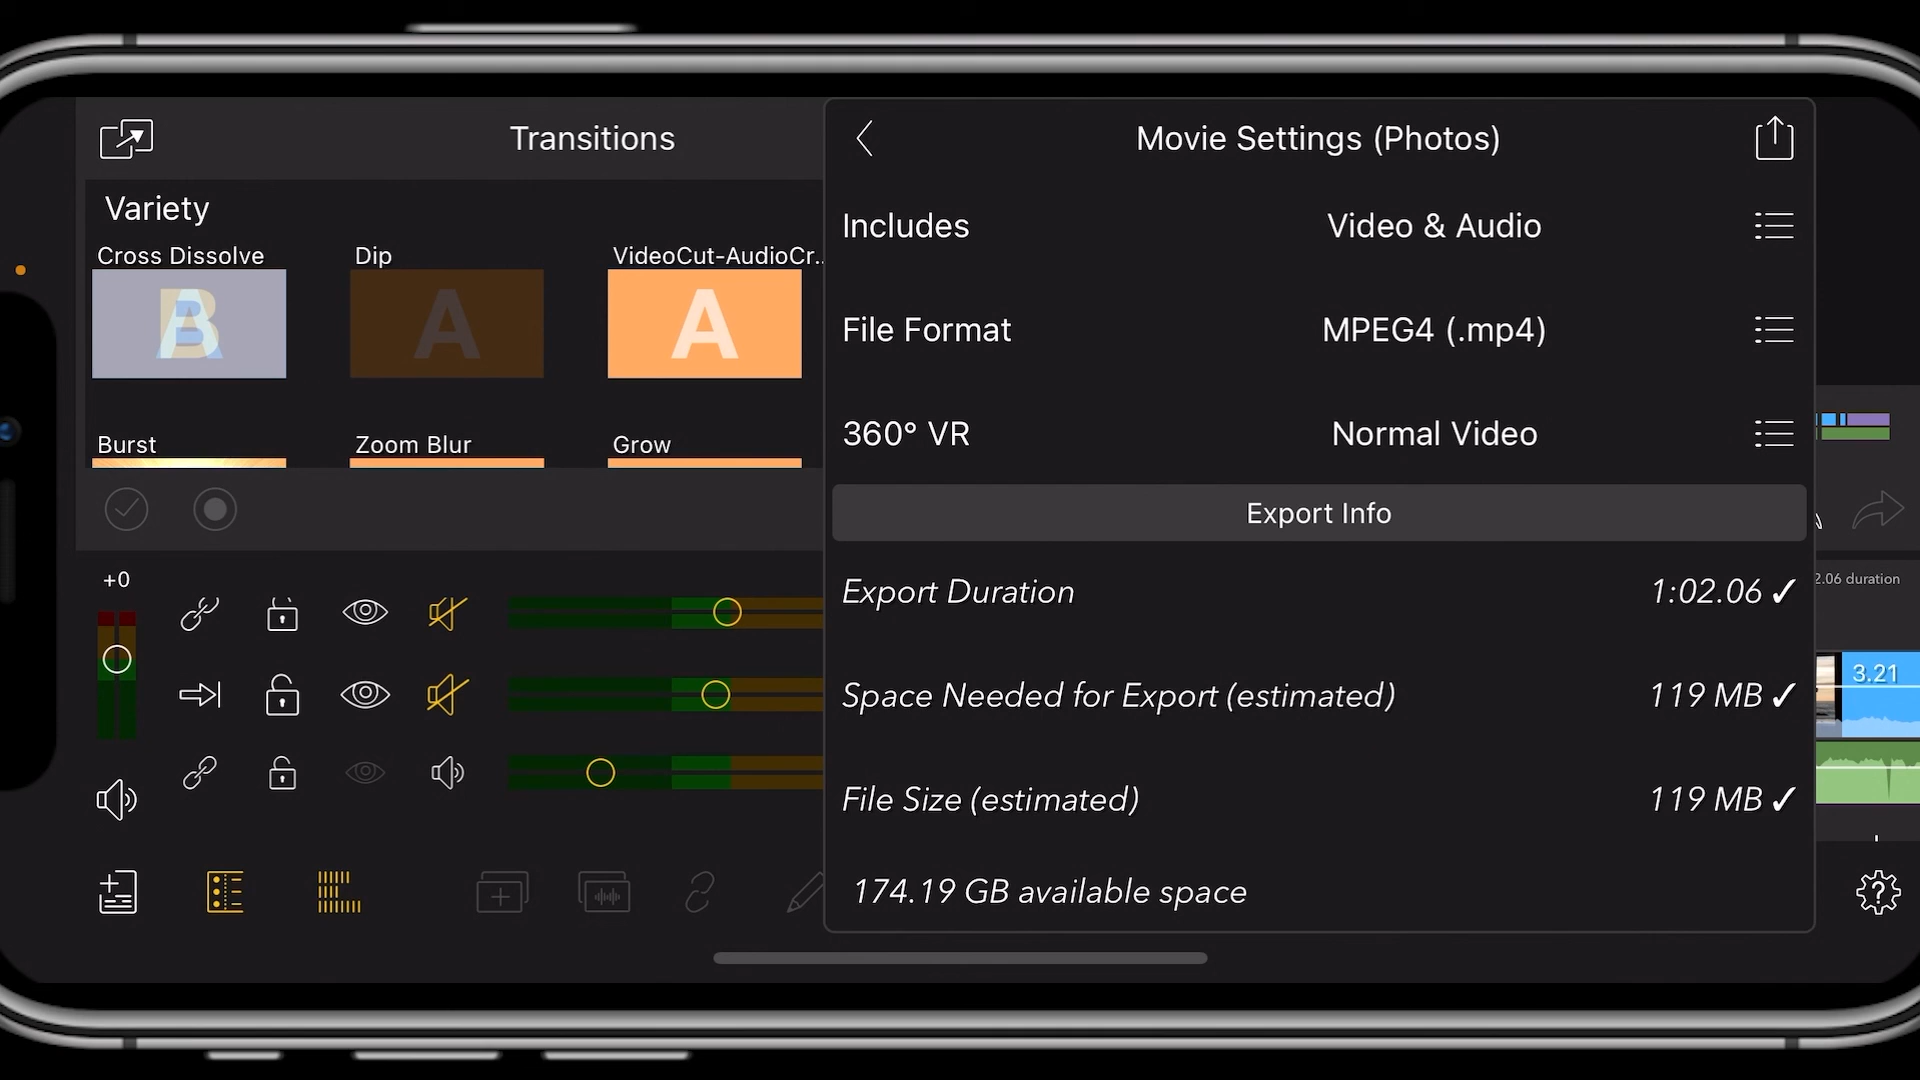 Transitions
Variety
Cross Dissolve
Dip
VideoCut-AudioCr..
B
A
A
A
Burst
Zoom Blur
Grow
+0
Movie Settings (Photos)
Includes
Video & Audio
File Format
MPEG4 (.mp4)
360° VR
Normal Video
Export Info
Export Duration
1:02.06 ✓
Space Needed for Export (estimated)
119 MB ✓
File Size (estimated)
119 MB ✓
174.19 GB available space
2.06 duration
3.21